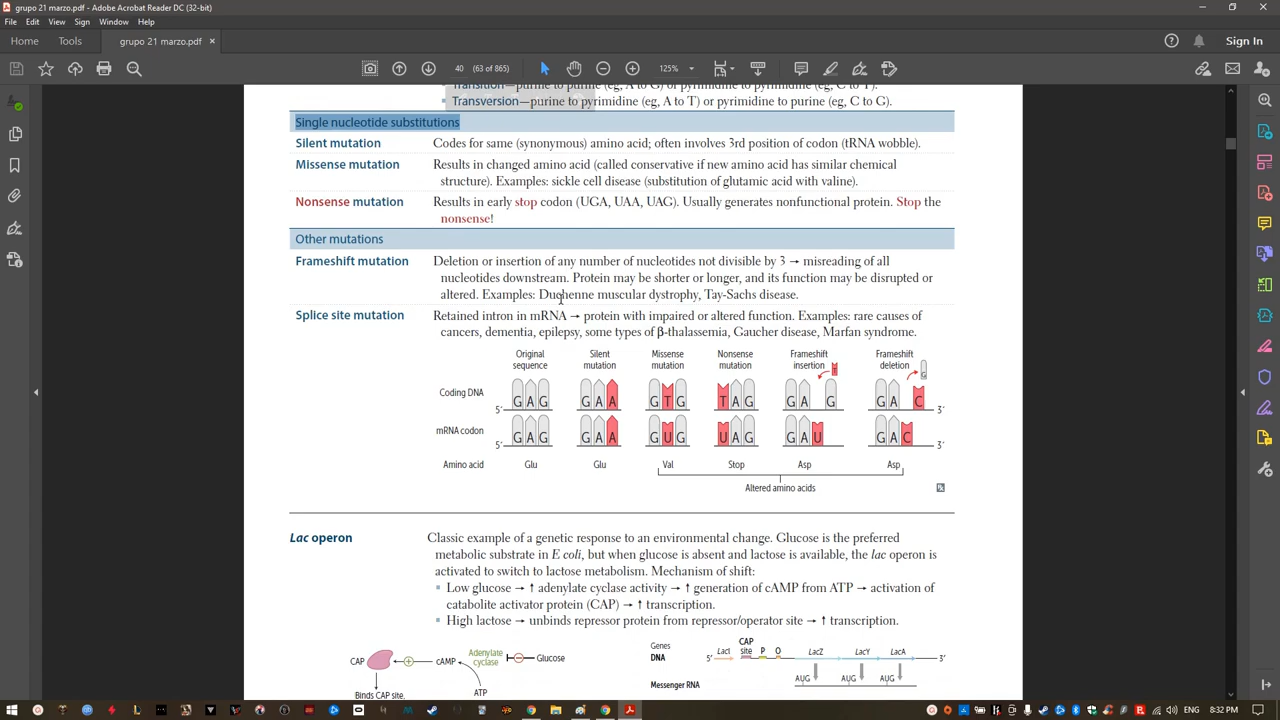 grupo 21 marzo.pdf - Adobe Acrobat Reader DC (32-bit)
File Edit View Sign Window Help
Home Tools grupo 21 marzo.pdf × Sign In
40 (63 of 865) 125%
Transition—purine to purine (eg, A to G) or pyrimidine to pyrimidine (eg, C to T).
Transversion—purine to pyrimidine (eg, A to T) or pyrimidine to purine (eg, C to G).
Single nucleotide substitutions
Silent mutation Codes for same (synonymous) amino acid; often involves 3rd position of codon (tRNA wobble).
Missense mutation Results in changed amino acid (called conservative if new amino acid has similar chemical
structure). Examples: sickle cell disease (substitution of glutamic acid with valine).
Nonsense mutation Results in early stop codon (UGA, UAA, UAG). Usually generates nonfunctional protein. Stop the
nonsense!
Other mutations
Frameshift mutation Deletion or insertion of any number of nucleotides not divisible by 3 → misreading of all
nucleotides downstream. Protein may be shorter or longer, and its function may be disrupted or
altered. Examples: Duchenne muscular dystrophy, Tay-Sachs disease.
Splice site mutation Retained intron in mRNA → protein with impaired or altered function. Examples: rare causes of
cancers, dementia, epilepsy, some types of β-thalassemia, Gaucher disease, Marfan syndrome.
Original Silent Missense Nonsense Frameshift Frameshift
sequence mutation mutation mutation insertion deletion
T G
Coding DNA 5′ G A G G A A G T G T A G G A G G A C 3′
mRNA codon 5′ G A G G A A G U G U A G G A U G A C 3′
Amino acid Glu Glu Val Stop Asp Asp
Altered amino acids
Lac operon Classic example of a genetic response to an environmental change. Glucose is the preferred
metabolic substrate in E coli, but when glucose is absent and lactose is available, the lac operon is
activated to switch to lactose metabolism. Mechanism of shift:
Low glucose → ↑ adenylate cyclase activity → ↑ generation of cAMP from ATP → activation of
catabolite activator protein (CAP) → ↑ transcription.
High lactose → unbinds repressor protein from repressor/operator site → ↑ transcription.
CAP cAMP Adenylate cyclase Glucose
ATP
Binds CAP site,
Genes LacI CAP site P O LacZ LacY LacA
DNA 5′ 3′
AUG AUG AUG
Messenger RNA
8:32 PM